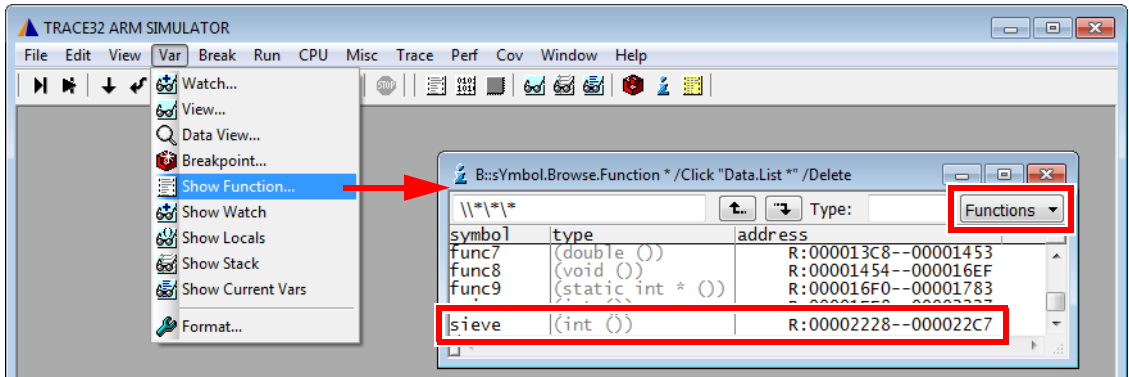 TRACE32 ARM SIMULATOR
File Edit View Var Break Run CPU Misc Trace Perf Cov Window Help
STOP
Watch...
View...
Data View...
Breakpoint...
Show Function...
Show Watch
Show Locals
Show Stack
Show Current Vars
Format...
B::sYmbol.Browse.Function * /Click "Data.List *" /Delete
\\*\*\* Type: Functions
symbol type address
func7 (double ()) R:000013C8--00001453
func8 (void ()) R:00001454--000016EF
func9 (static int * ()) R:000016F0--00001783
sieve (int ()) R:00002228--000022C7